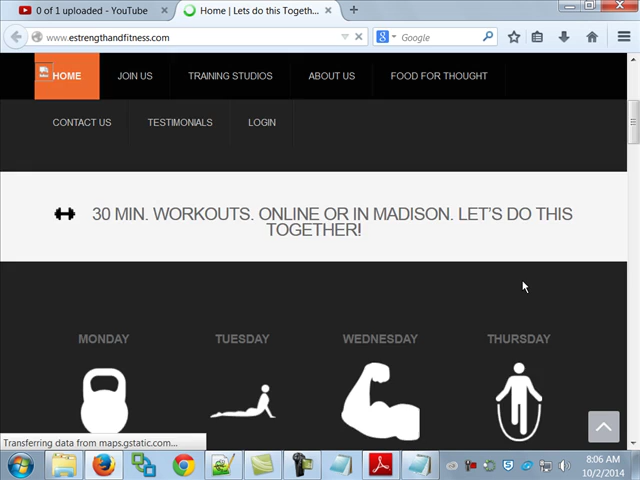 0 of 1 uploaded - YouTube
Home | Lets do this Togeth...
www.estrengthandfitness.com
Google
HOME
JOIN US
TRAINING STUDIOS
ABOUT US
FOOD FOR THOUGHT
CONTACT US
TESTIMONIALS
LOGIN
30 MIN. WORKOUTS. ONLINE OR IN MADISON. LET'S DO THIS
TOGETHER!
MONDAY
TUESDAY
WEDNESDAY
THURSDAY
Transferring data from maps.gstatic.com...
8:06 AM
10/2/2014